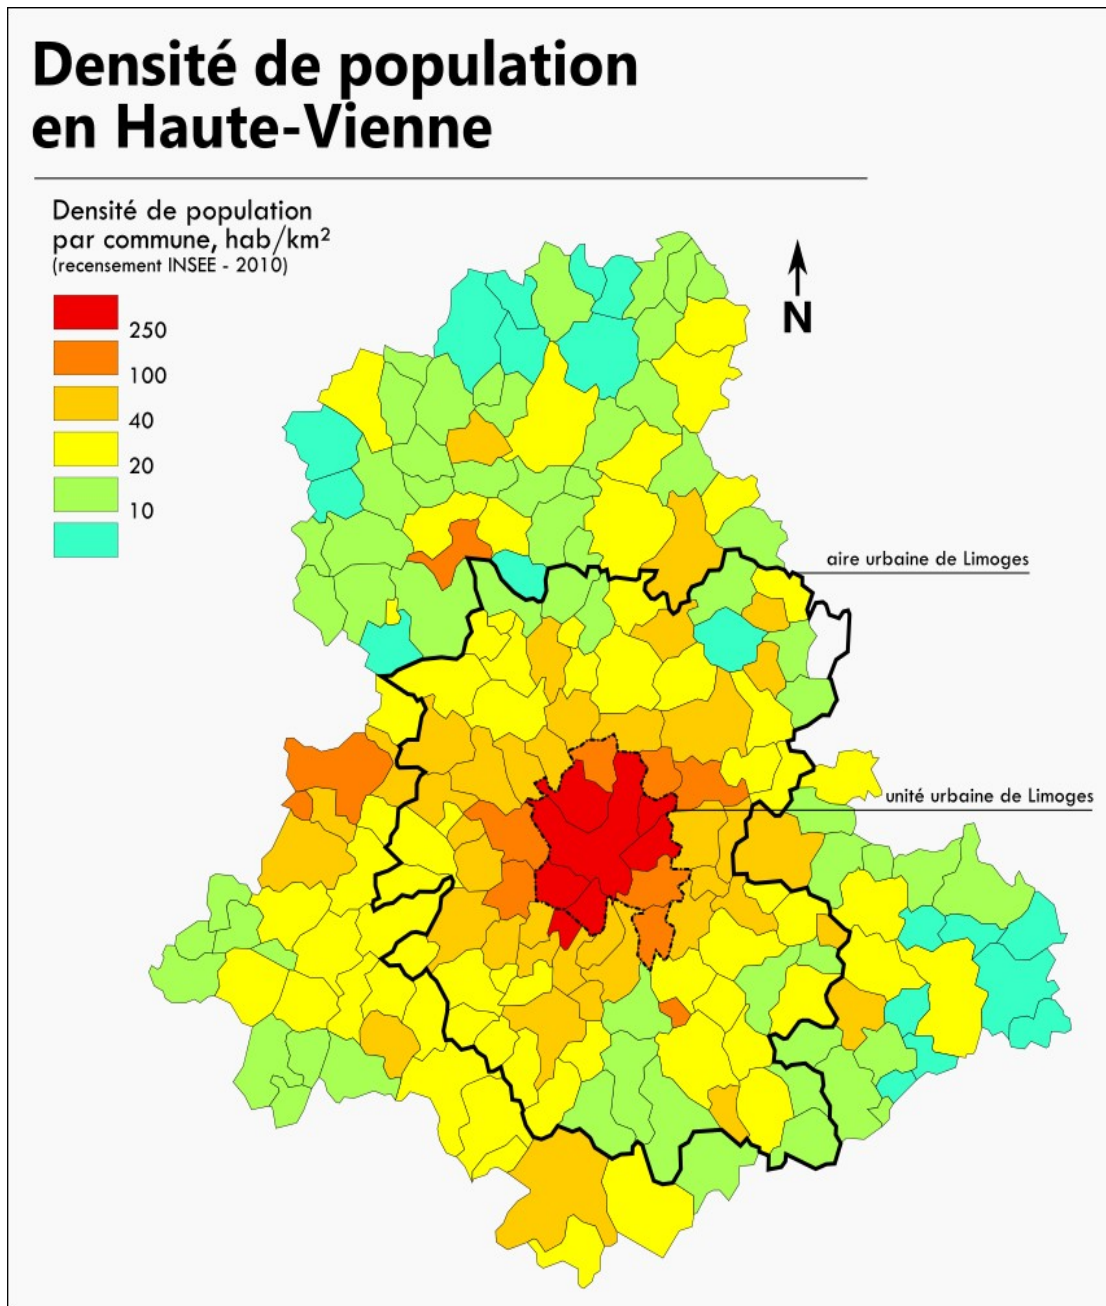 Densité de population
en Haute-Vienne
Densité de population
par commune, hab/km²
(recensement INSEE - 2010)
250
100
40
20
10
N
aire urbaine de Limoges
unité urbaine de Limoges